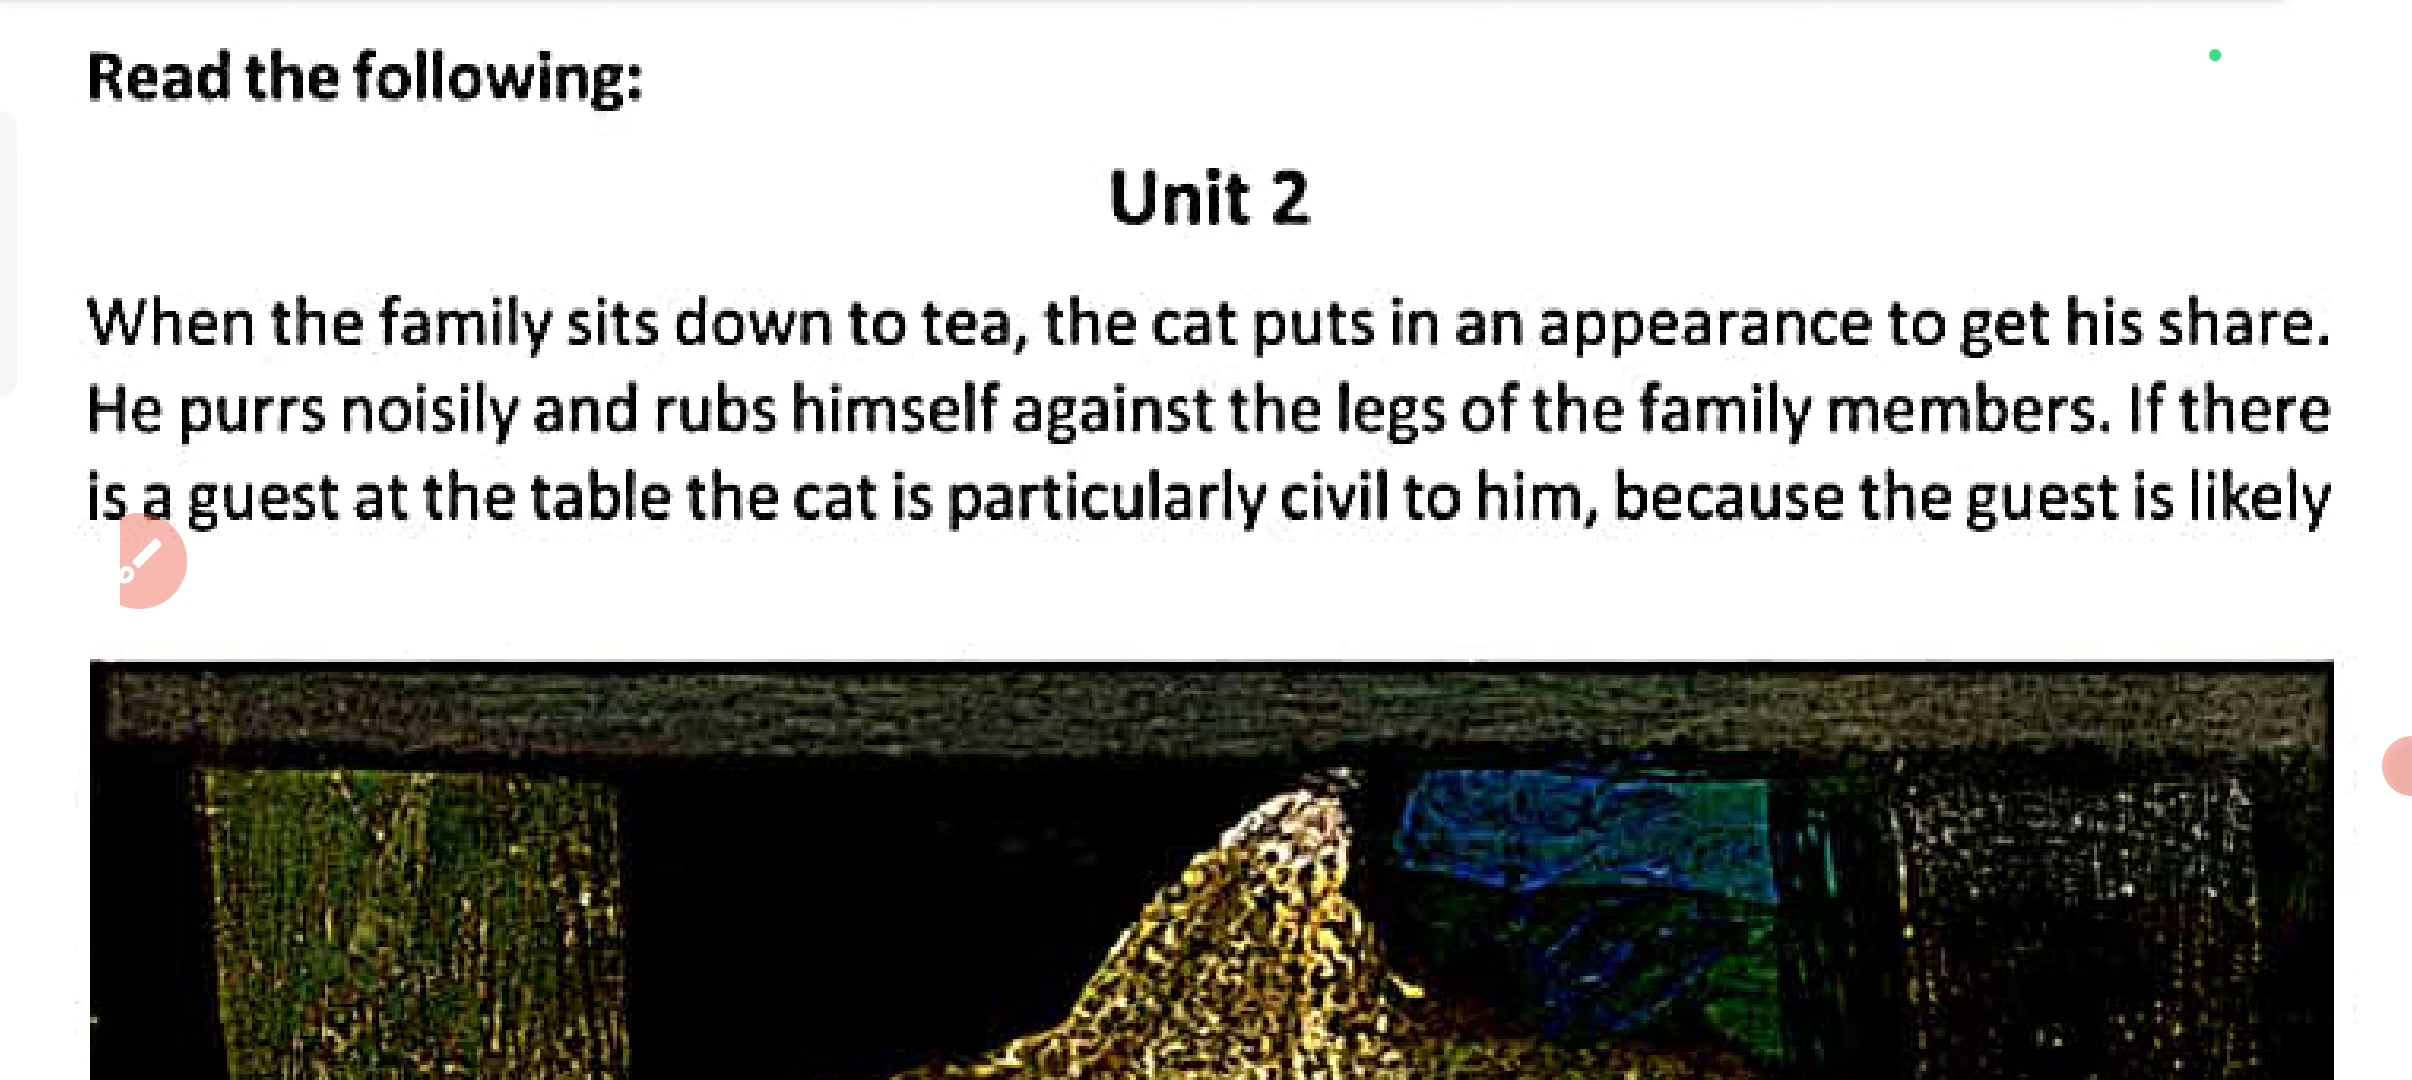 Read the following:
Unit 2
When the family sits down to tea, the cat puts in an appearance to get his share.
He purrs noisily and rubs himself against the legs of the family members. If there
is a guest at the table the cat is particularly civil to him, because the guest is likely